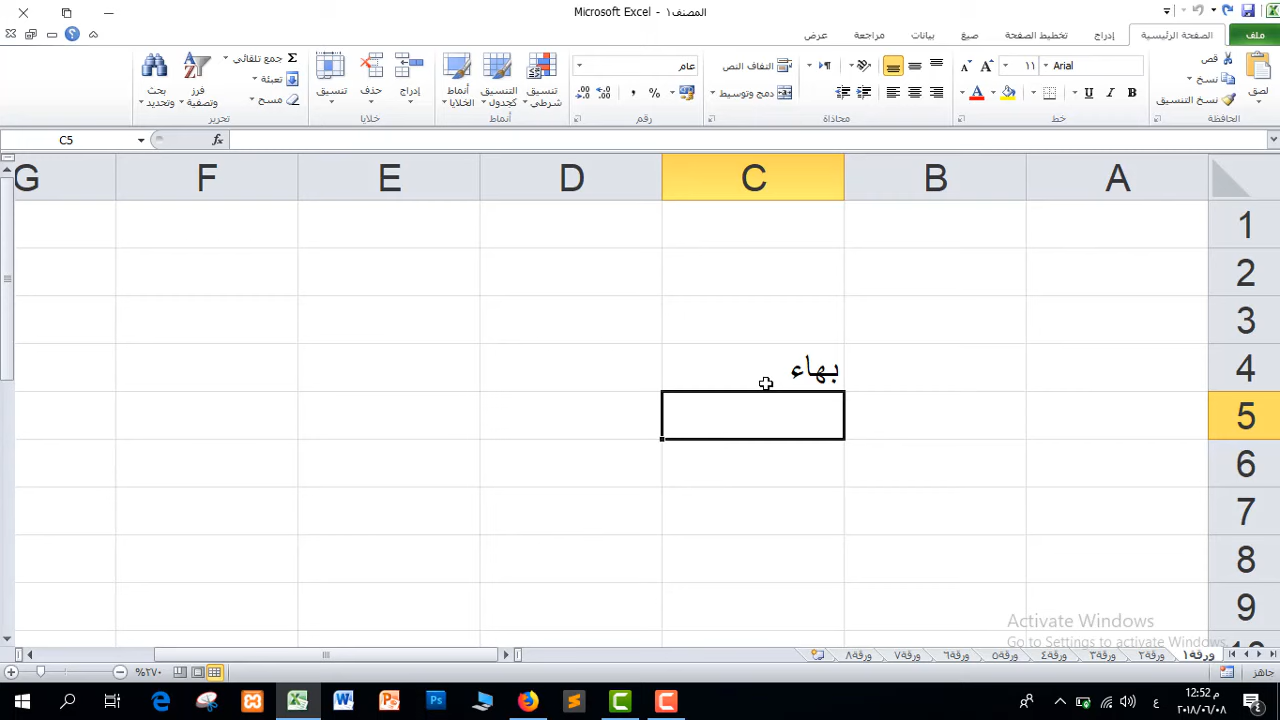 المصنف١ - Microsoft Excel
ملف الصفحة الرئيسية إدراج تخطيط الصفحة صيغ بيانات مراجعة عرض
لصق قص نسخ نسخ التنسيق الحافظة
Arial ١١ خط
التفاف النص دمج وتوسيط محاذاة
عام % رقم
تنسيق شرطي التنسيق كجدول أنماط الخلايا أنماط
إدراج حذف تنسيق خلايا
جمع تلقائي تعبئة مسح فرز وتصفية بحث وتحديد تحرير
C5 fx
G F E D C B A
1
2
3
بهاء 4
5
6
7
8
9
Activate Windows
Go to Settings to activate Windows.
ورقة١ ورقة٢ ورقة٣ ورقة٤ ورقة٥ ورقة٦ ورقة٧ ورقة٨
جاهز ٢٧٠%
ع 12:52 م
٢٠١٨/٠٦/٠٨